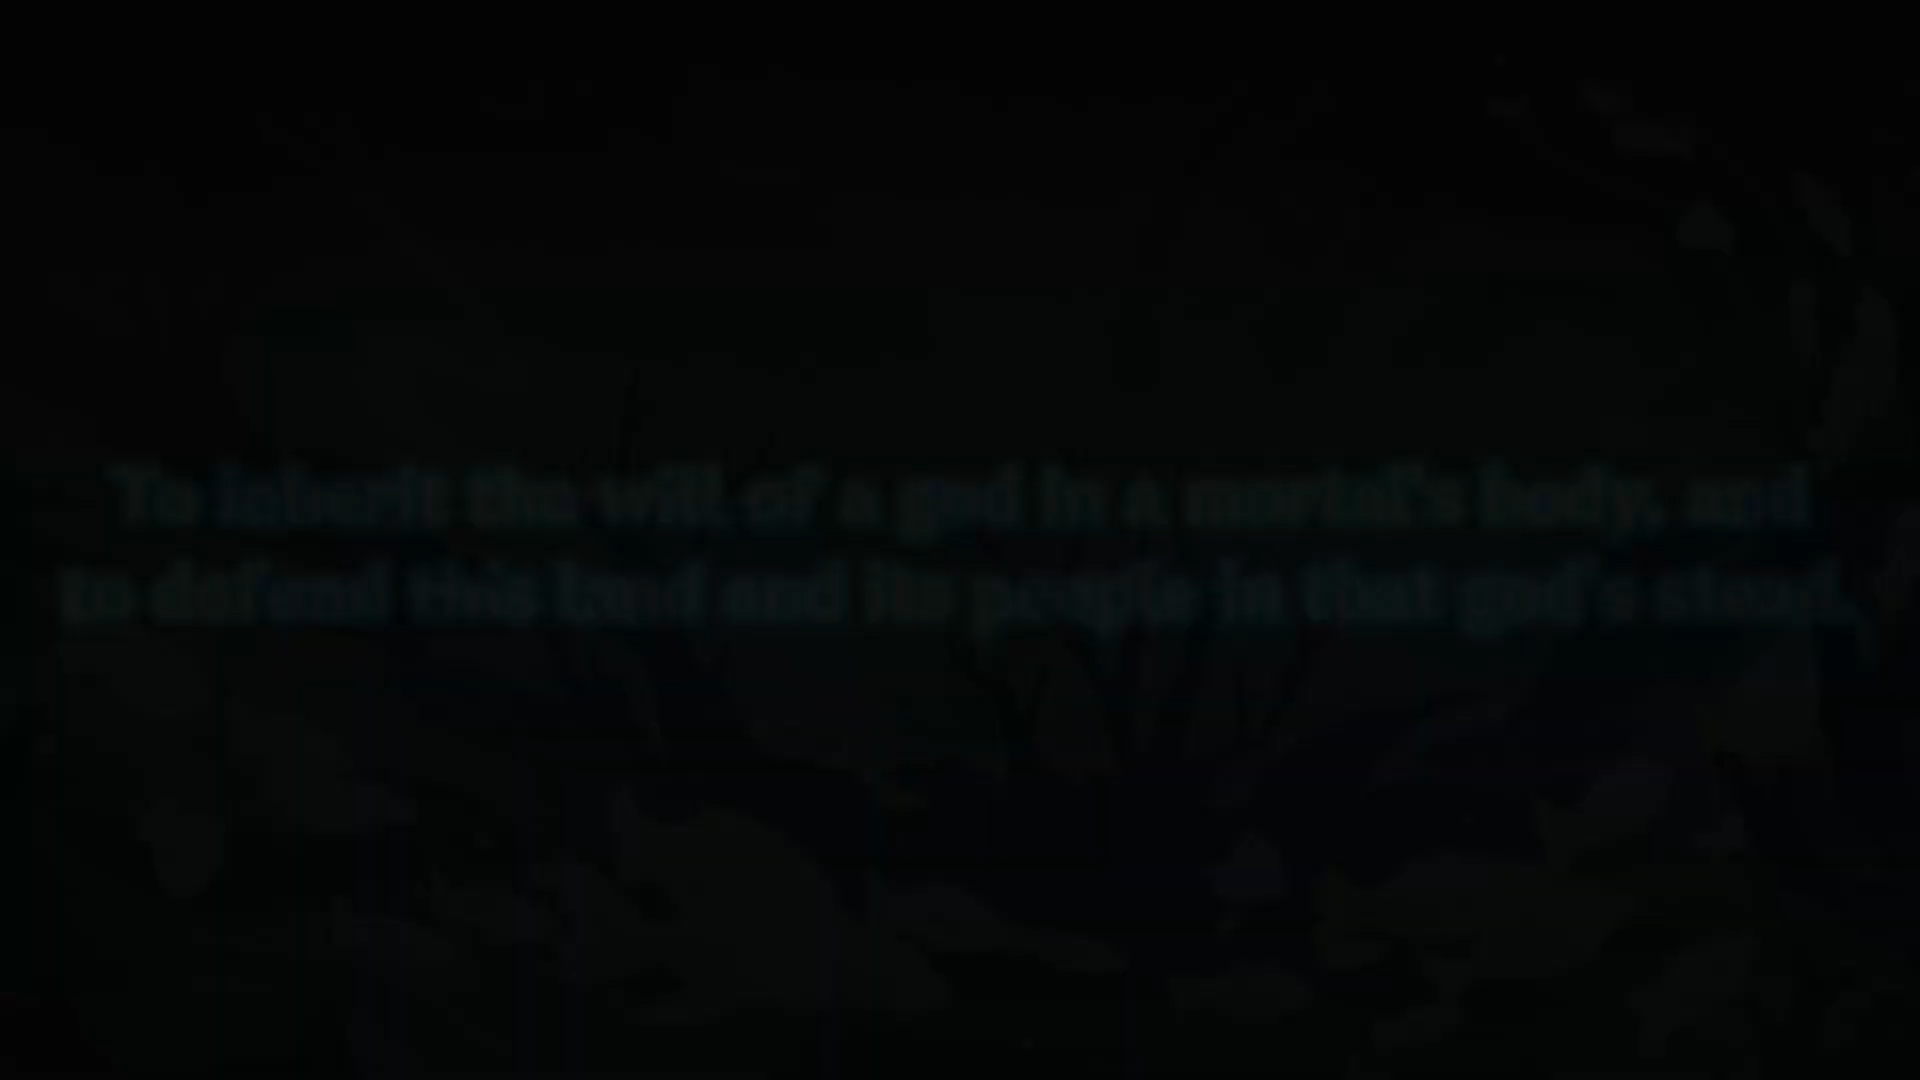 To inherit the will of a god in a mortal's body, and
to defend this land and its people in that god's stead.